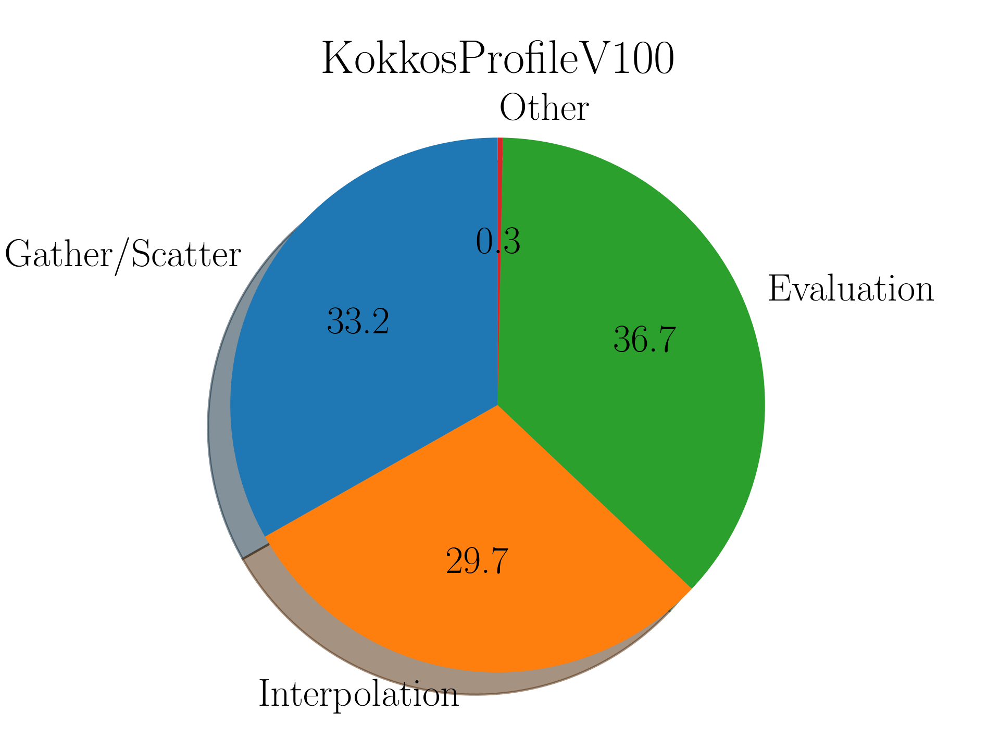 KokkosProfileV100
Other
Gather/Scatter
0.3
Evaluation
33.2
36.7
29.7
Interpolation